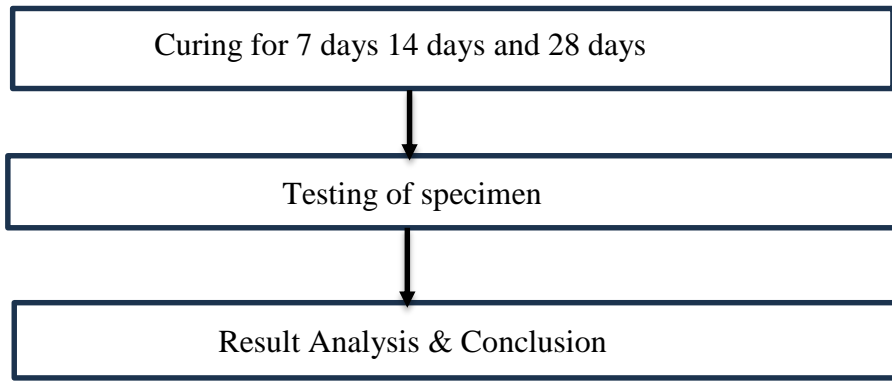 Curing for 7 days 14 days and 28 days
Testing of specimen
Result Analysis & Conclusion